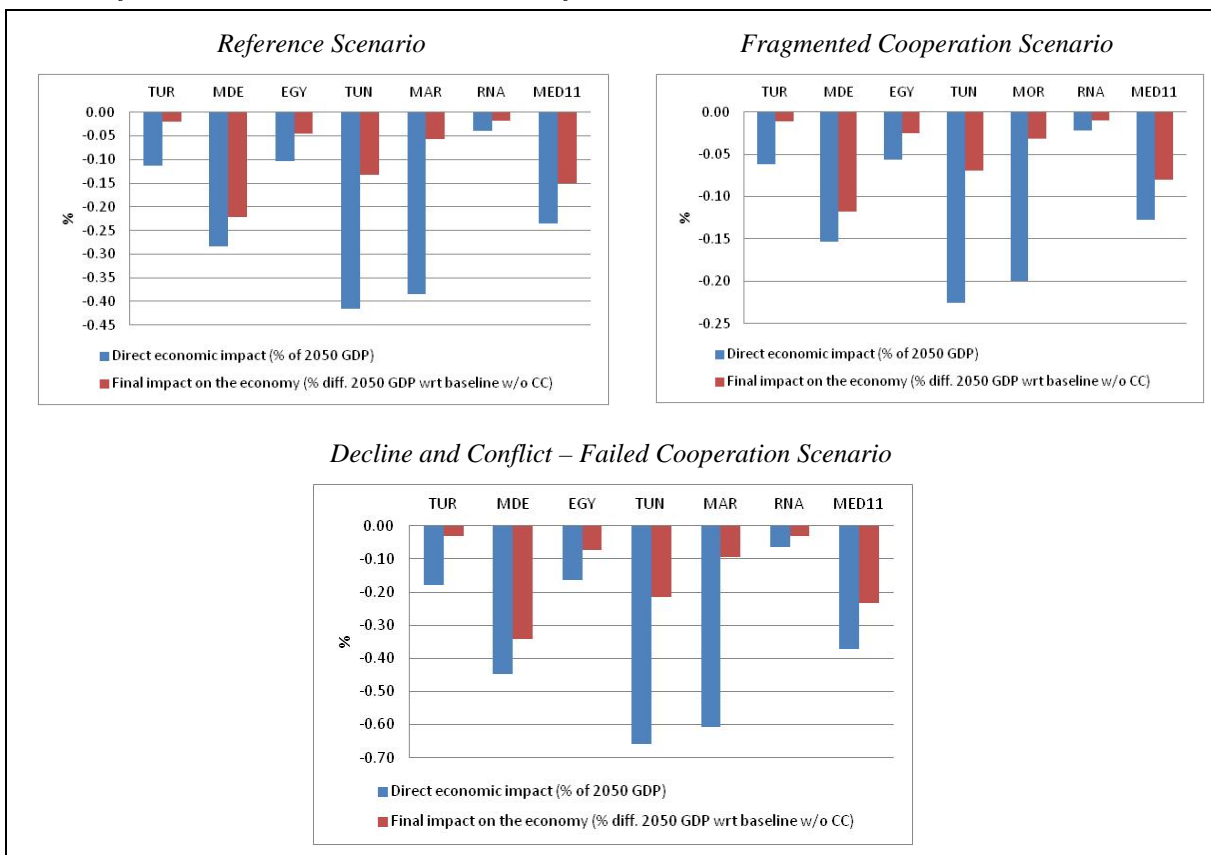 Reference Scenario
TUR MDE EGY TUN MAR RNA MED11
0.00
-0.05
-0.10
-0.15
-0.20
-0.25
-0.30
-0.35
-0.40
-0.45
%
Direct economic impact (% of 2050 GDP)
Final impact on the economy (% diff. 2050 GDP wrt baseline w/o CC)
Fragmented Cooperation Scenario
TUR MDE EGY TUN MOR RNA MED11
0.00
-0.05
-0.10
-0.15
-0.20
-0.25
%
Direct economic impact (% of 2050 GDP)
Final impact on the economy (% diff. 2050 GDP wrt baseline w/o CC)
Decline and Conflict – Failed Cooperation Scenario
TUR MDE EGY TUN MAR RNA MED11
0.00
-0.10
-0.20
-0.30
-0.40
-0.50
-0.60
-0.70
%
Direct economic impact (% of 2050 GDP)
Final impact on the economy (% diff. 2050 GDP wrt baseline w/o CC)